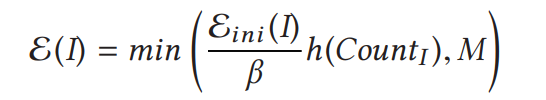 ℰ(I) = min (ℰ_ini(I) / β h(Count_I), M)